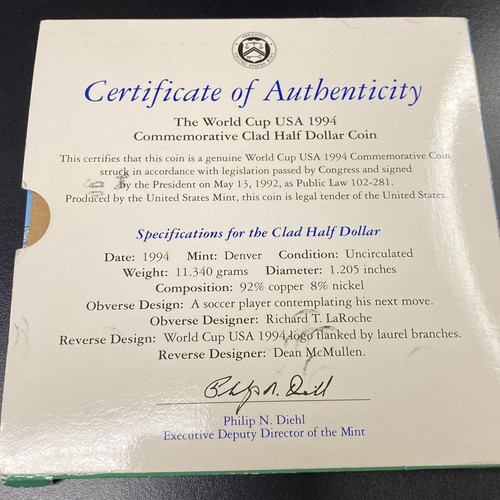 Certificate of Authenticity
The World Cup USA 1994
Commemorative Clad Half Dollar Coin
This certifies that this coin is a genuine World Cup USA 1994 Commemorative Coin
struck in accordance with legislation passed by Congress and signed
by the President on May 13, 1992, as Public Law 102-281.
Produced by the United States Mint, this coin is legal tender of the United States.
Specifications for the Clad Half Dollar
Date: 1994 Mint: Denver Condition: Uncirculated
Weight: 11.340 grams Diameter: 1.205 inches
Composition: 92% copper 8% nickel
Obverse Design: A soccer player contemplating his next move.
Obverse Designer: Richard T. LaRoche
Reverse Design: World Cup USA 1994 logo flanked by laurel branches.
Reverse Designer: Dean McMullen.
Philip N. Diehl
Philip N. Diehl
Executive Deputy Director of the Mint